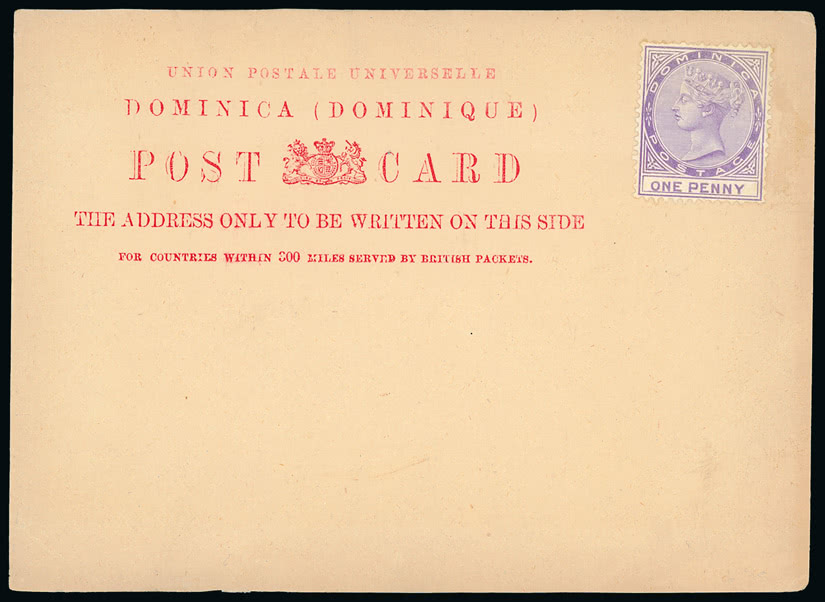 UNION POSTALE UNIVERSELLE
DOMINICA (DOMINIQUE)
POST CARD
THE ADDRESS ONLY TO BE WRITTEN ON THIS SIDE
FOR COUNTRIES WITHIN 300 MILES SERVED BY BRITISH PACKETS.
DOMINICA
POSTAGE
ONE PENNY